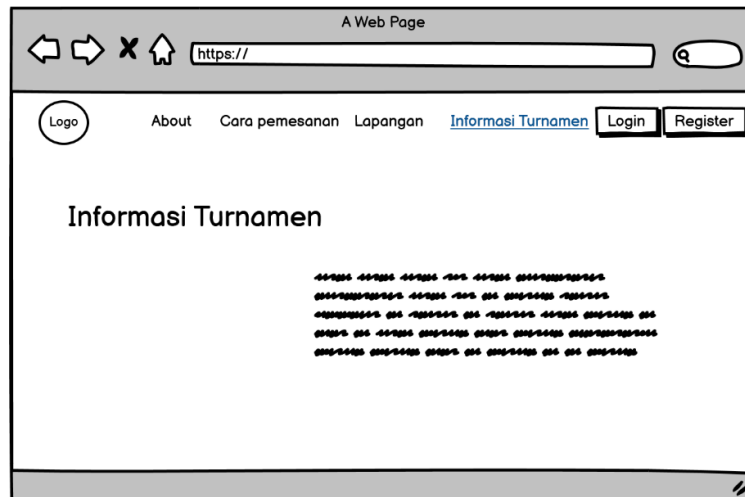 A Web Page
https://
Logo About Cara pemesanan Lapangan Informasi Turnamen Login Register
Informasi Turnamen